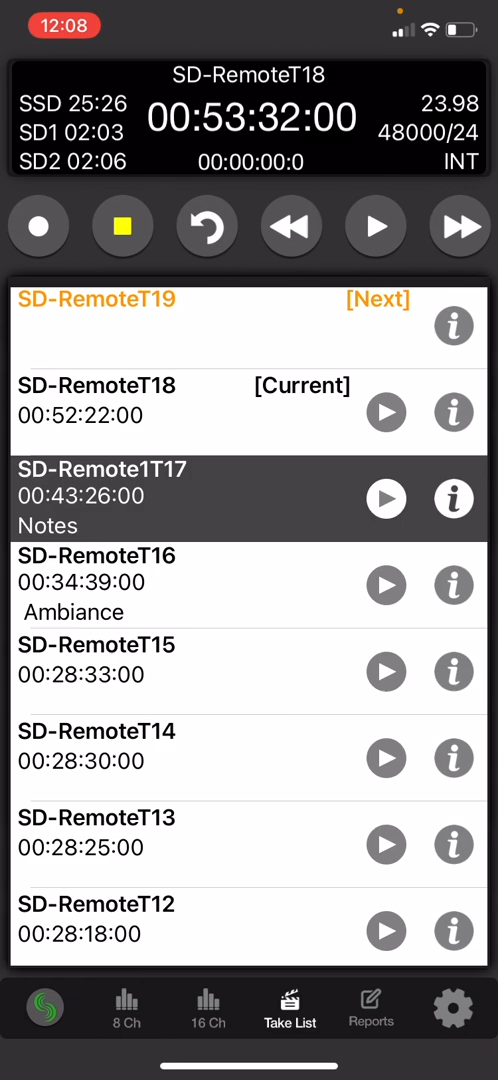 12:08
SD-RemoteT18
SSD 25:26
00:53:32:00
23.98
SD1 02:03
48000/24
SD2 02:06
00:00:00:0
INT
SD-RemoteT19 [Next]
SD-RemoteT18 [Current]
00:52:22:00
SD-Remote1T17
00:43:26:00
Notes
SD-RemoteT16
00:34:39:00
Ambiance
SD-RemoteT15
00:28:33:00
SD-RemoteT14
00:28:30:00
SD-RemoteT13
00:28:25:00
SD-RemoteT12
00:28:18:00
8 Ch
16 Ch
Take List
Reports